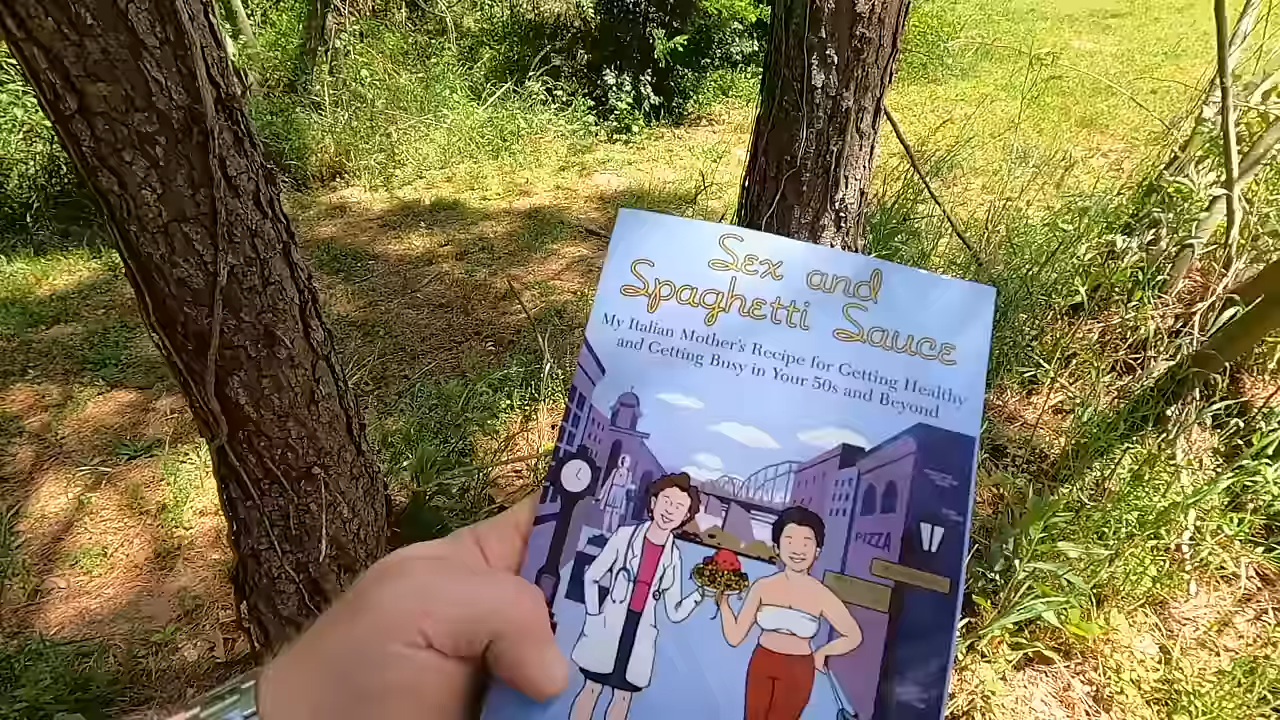 Sex and
Spaghetti Sauce
My Italian Mother's Recipe for Getting Healthy
and Getting Busy in Your 50s and Beyond
PIZZA